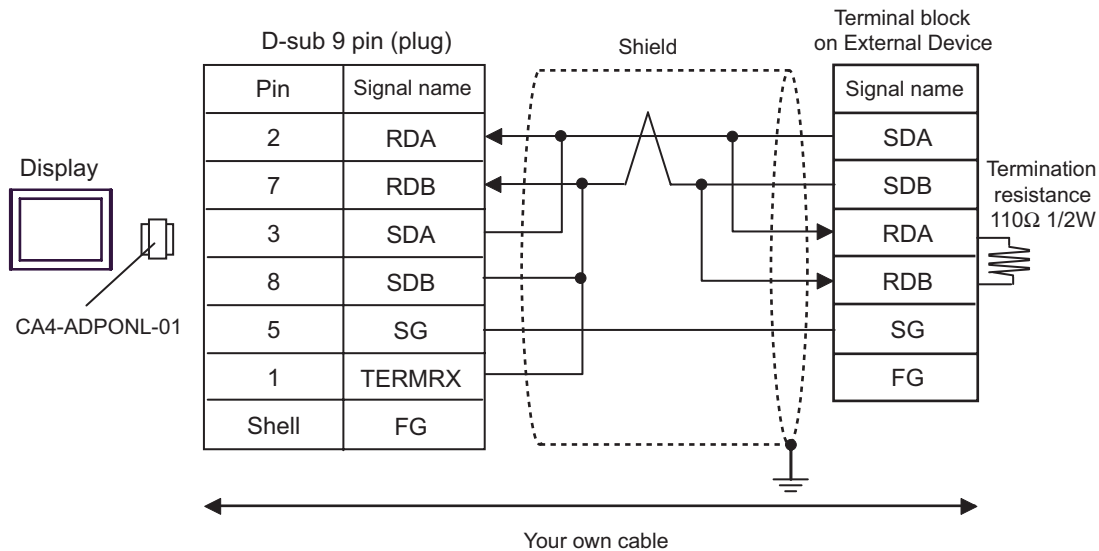 Display
CA4-ADPONL-01
D-sub 9 pin (plug)
Pin Signal name
2 RDA
7 RDB
3 SDA
8 SDB
5 SG
1 TERMRX
Shell FG
Shield
Terminal block
on External Device
Signal name
SDA
SDB
RDA
RDB
SG
FG
Termination
resistance
110Ω 1/2W
Your own cable